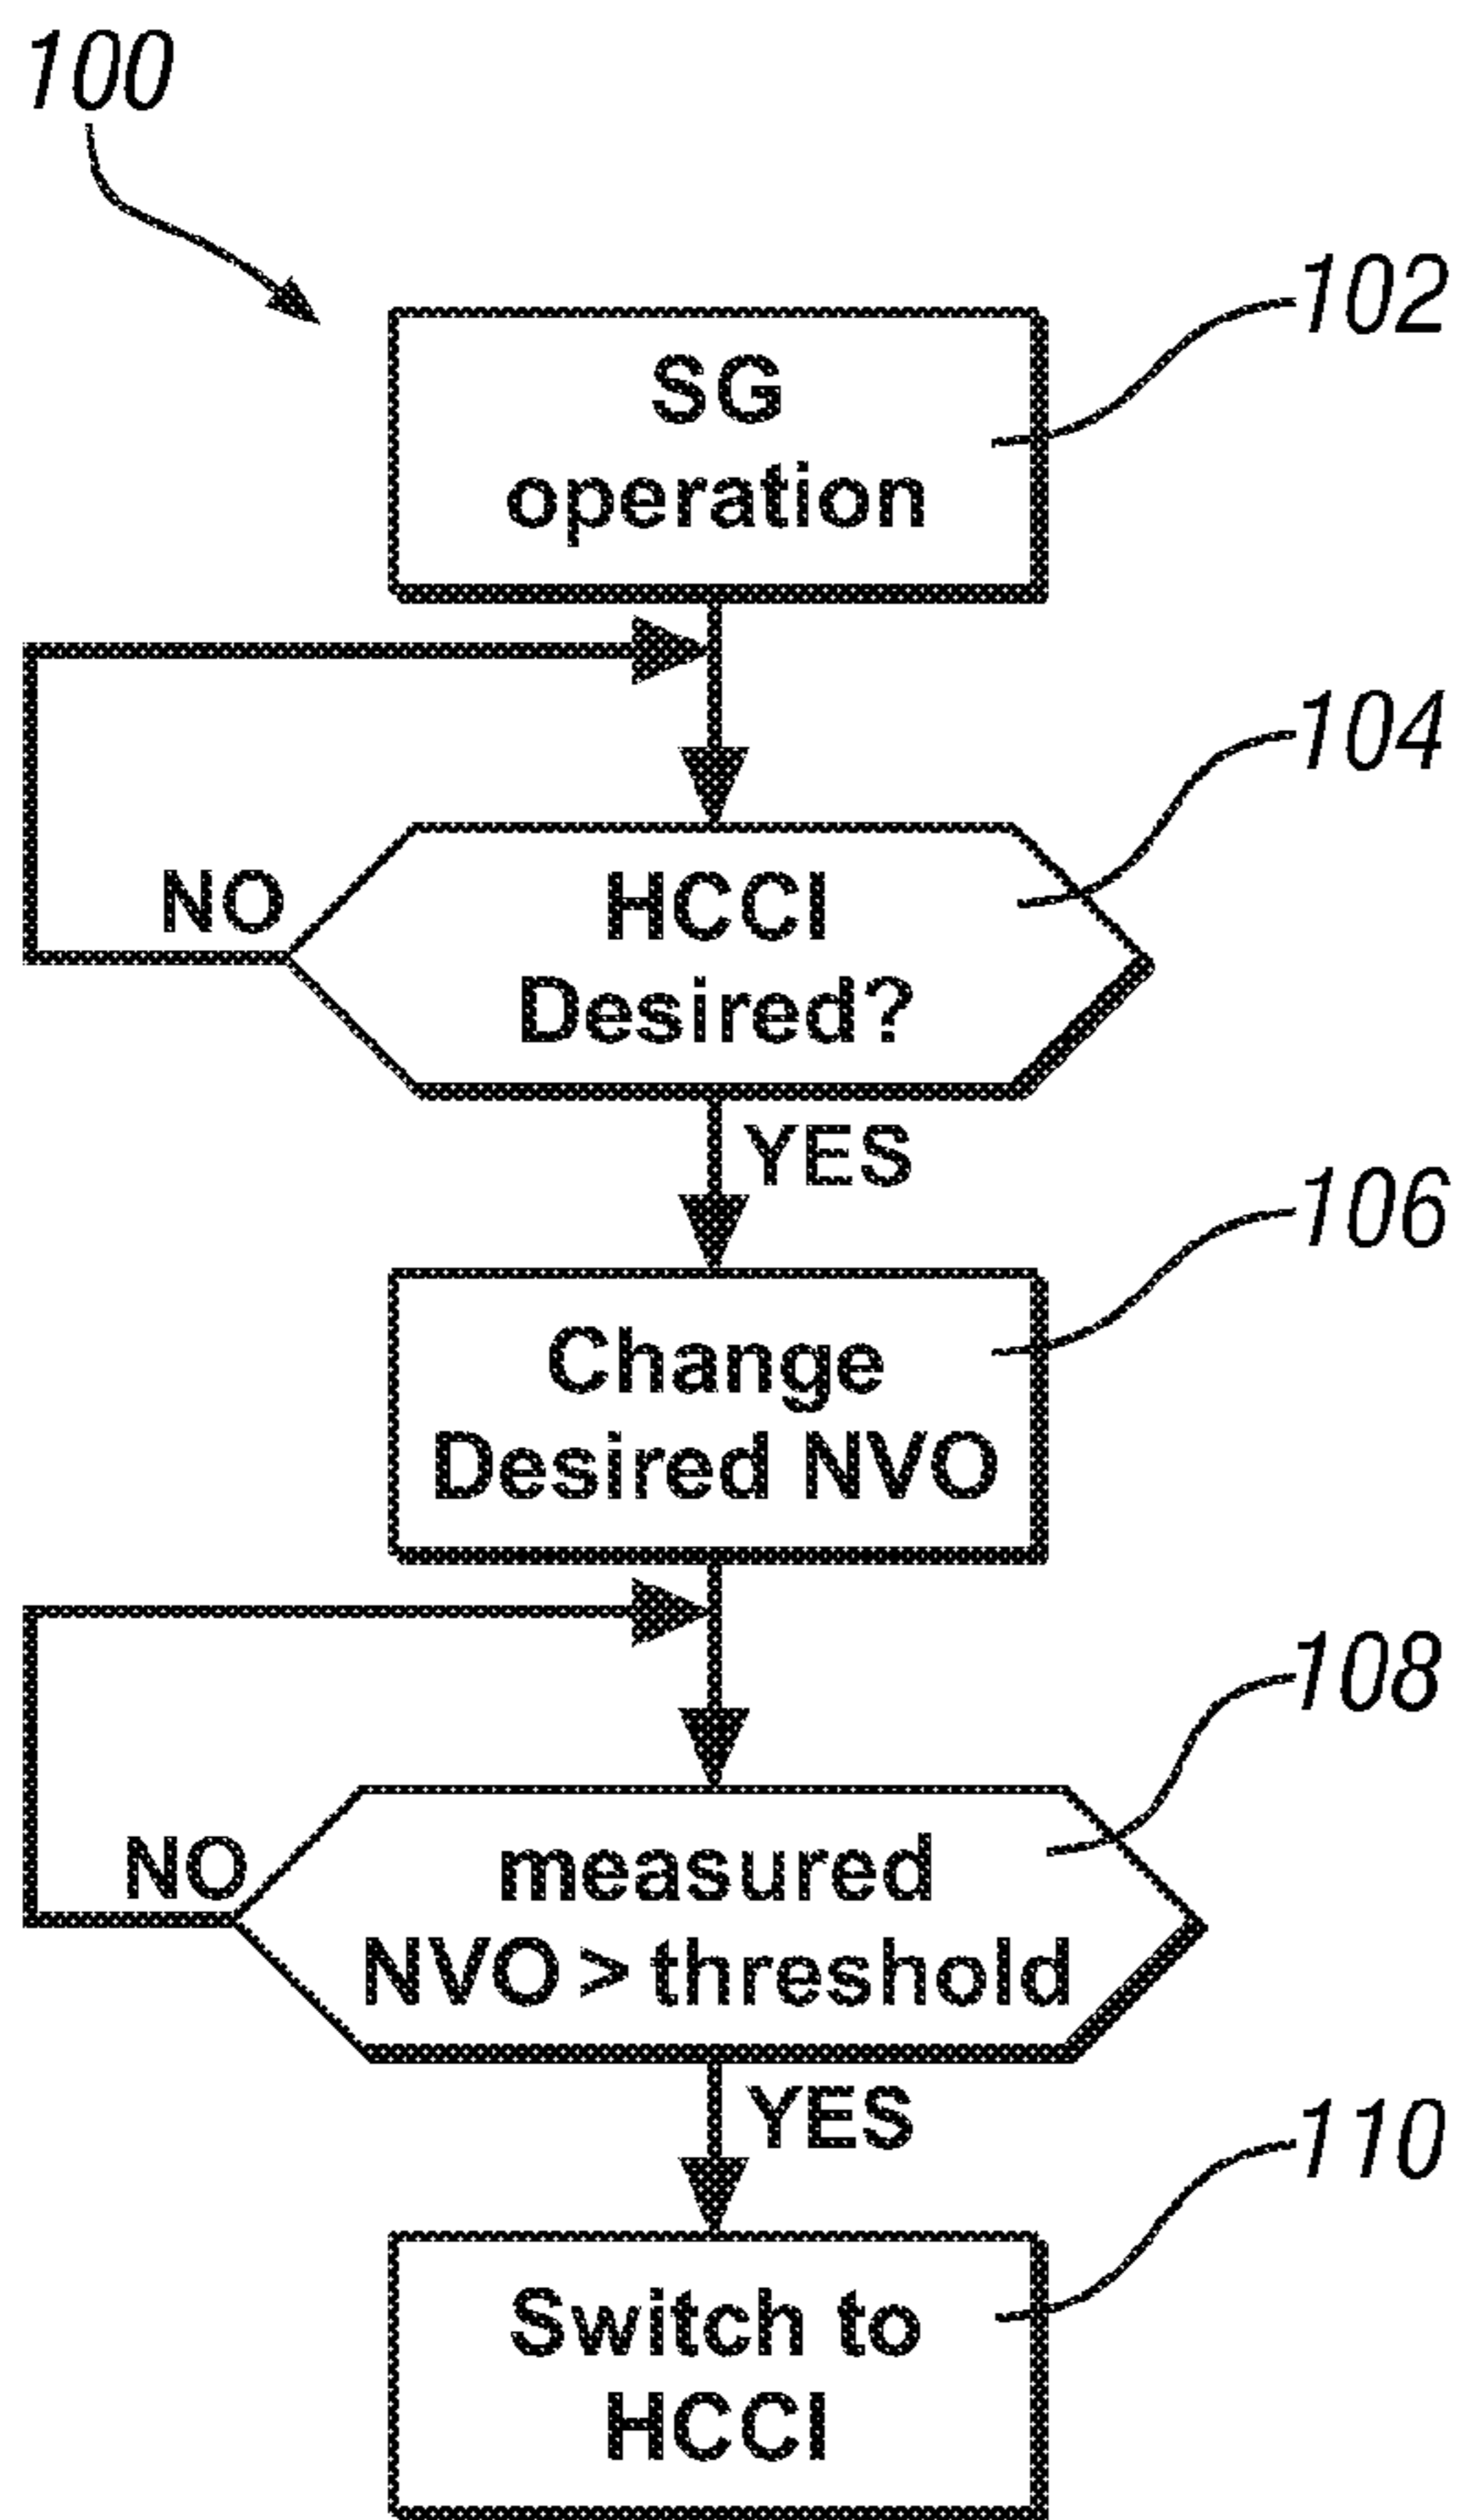 100
102
SG
operation
104
HCCI
Desired?
NO
YES
106
Change
Desired NVO
108
measured
NVO > threshold
NO
YES
110
Switch to
HCCI